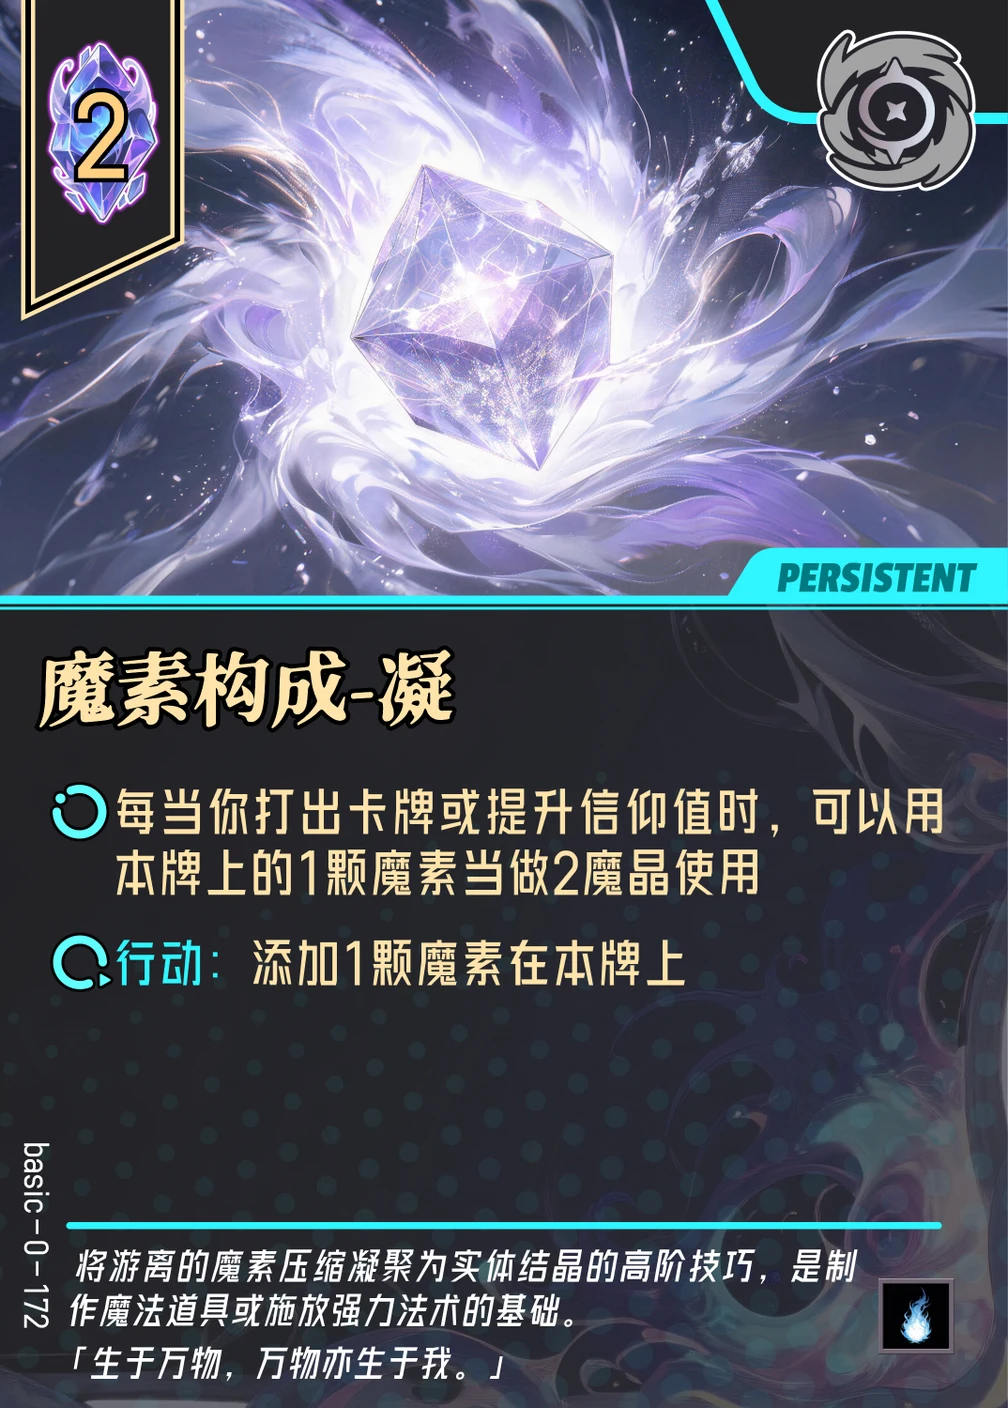 2
PERSISTENT
魔素构成-凝
每当你打出卡牌或提升信仰值时，可以用
本牌上的1颗魔素当做2魔晶使用
行动：添加1颗魔素在本牌上
basic-0-172
将游离的魔素压缩凝聚为实体结晶的高阶技巧，是制
作魔法道具或施放强力法术的基础。
「生于万物，万物亦生于我。」